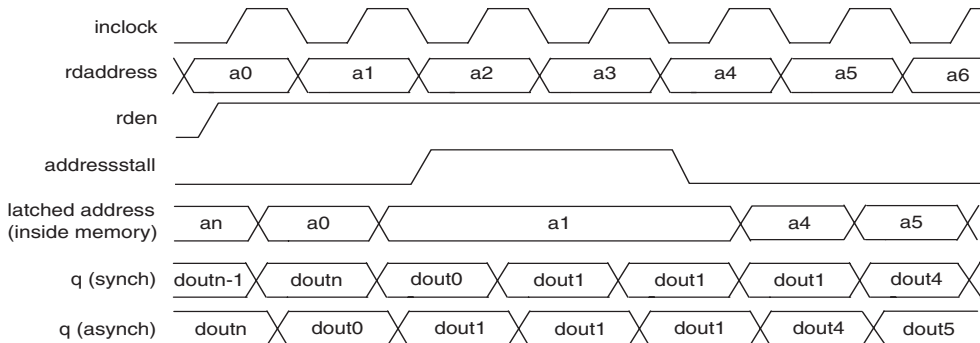 inclock
rdaddress a0 a1 a2 a3 a4 a5 a6
rden
addressstall
latched address
(inside memory) an a0 a1 a4 a5
q (synch) doutn-1 doutn dout0 dout1 dout1 dout1 dout4
q (asynch) doutn dout0 dout1 dout1 dout1 dout4 dout5